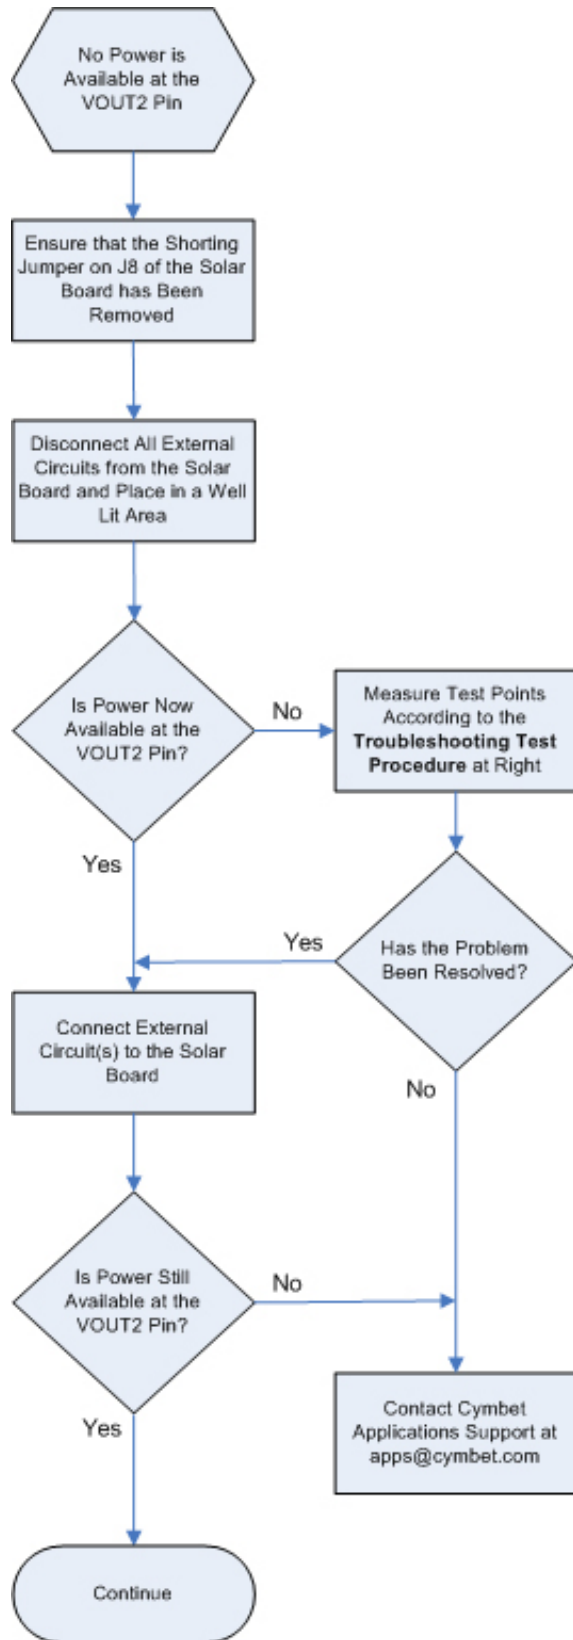 No Power is
Available at the
VOUT2 Pin
Ensure that the Shorting
Jumper on J8 of the Solar
Board has Been
Removed
Disconnect All External
Circuits from the Solar
Board and Place in a Well
Lit Area
Is Power Now
Available at the
VOUT2 Pin?
No
Measure Test Points
According to the
Troubleshooting Test
Procedure at Right
Yes
Has the Problem
Been Resolved?
Yes
Connect External
Circuit(s) to the Solar
Board
No
Is Power Still
Available at the
VOUT2 Pin?
No
Contact Cymbet
Applications Support at
apps@cymbet.com
Yes
Continue